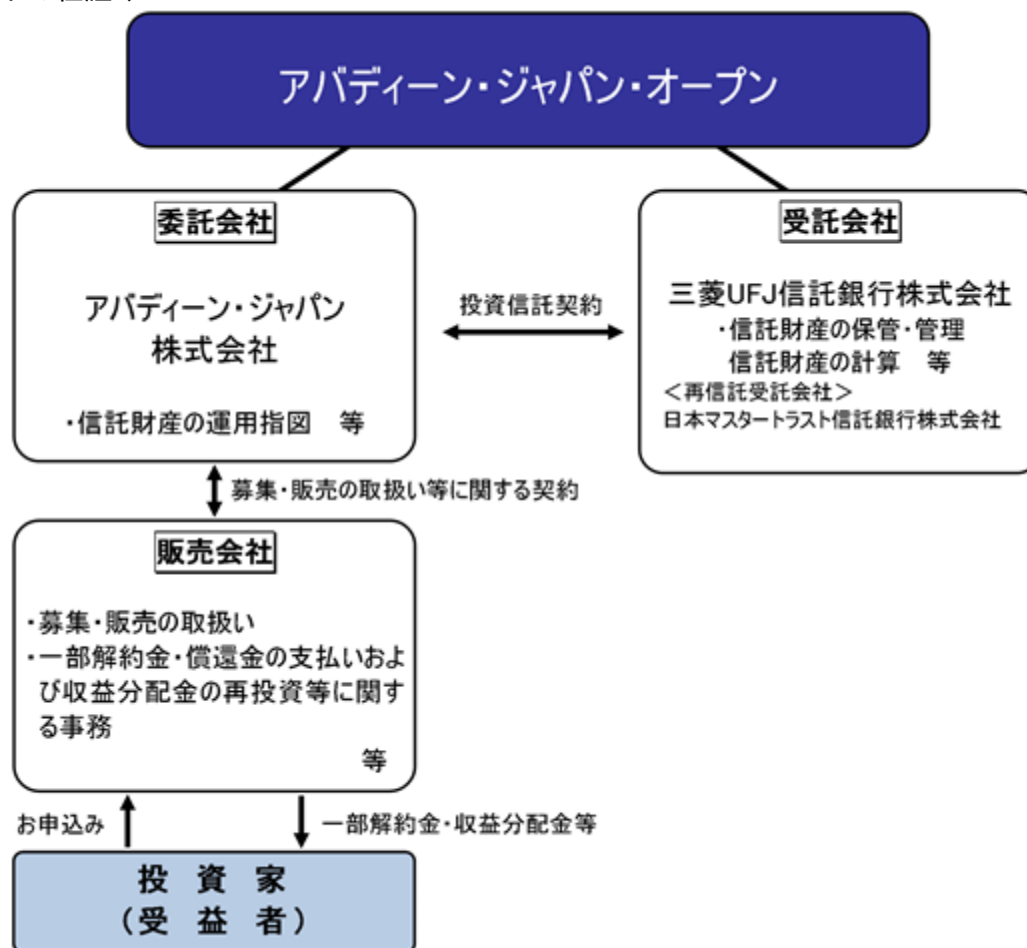 アバディーン・ジャパン・オープン
委託会社
アバディーン・ジャパン
株式会社
・信託財産の運用指図　等
投資信託契約
受託会社
三菱UFJ信託銀行株式会社
・信託財産の保管・管理
信託財産の計算　等
＜再信託受託会社＞
日本マスタートラスト信託銀行株式会社
募集・販売の取扱い等に関する契約
販売会社
・募集・販売の取扱い
・一部解約金・償還金の支払いおよ
び収益分配金の再投資等に関す
る事務
等
お申込み
一部解約金・収益分配金等
投　資　家
（受　益　者）